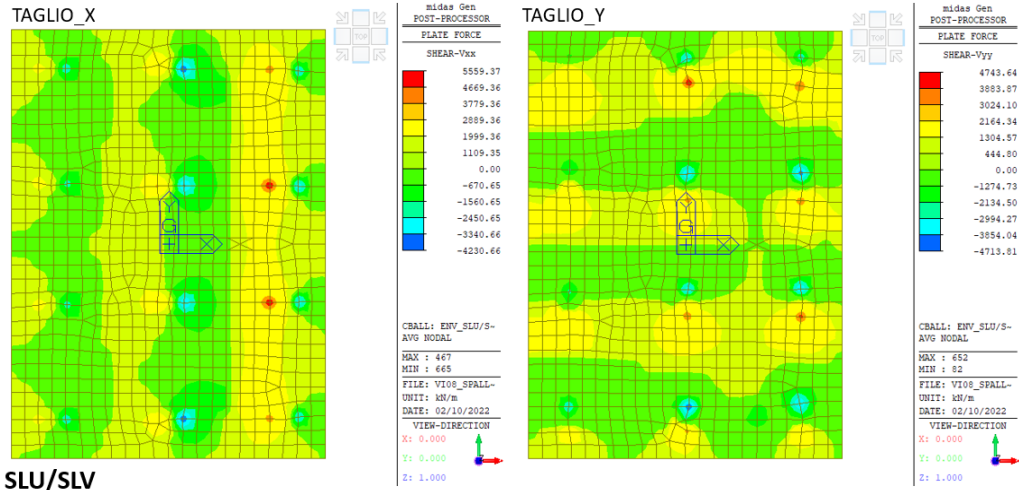 TAGLIO_X
TOP
midas Gen
POST-PROCESSOR
PLATE FORCE
SHEAR-Vxx
5559.37
4669.36
3779.36
2889.36
1999.36
1109.35
0.00
-670.65
-1560.65
-2450.65
-3340.66
-4230.66
CBALL: ENV_SLU/S~
AVG NODAL
MAX : 467
MIN : 665
FILE: VI08_SPALL~
UNIT: kN/m
DATE: 02/10/2022
VIEW-DIRECTION
X: 0.000
Y: 0.000
Z: 1.000
Y
G
X
TAGLIO_Y
TOP
midas Gen
POST-PROCESSOR
PLATE FORCE
SHEAR-Vyy
4743.64
3883.87
3024.10
2164.34
1304.57
444.80
0.00
-1274.73
-2134.50
-2994.27
-3854.04
-4713.81
CBALL: ENV_SLU/S~
AVG NODAL
MAX : 652
MIN : 82
FILE: VI08_SPALL~
UNIT: kN/m
DATE: 02/10/2022
VIEW-DIRECTION
X: 0.000
Y: 0.000
Z: 1.000
Y
G
X
SLU/SLV